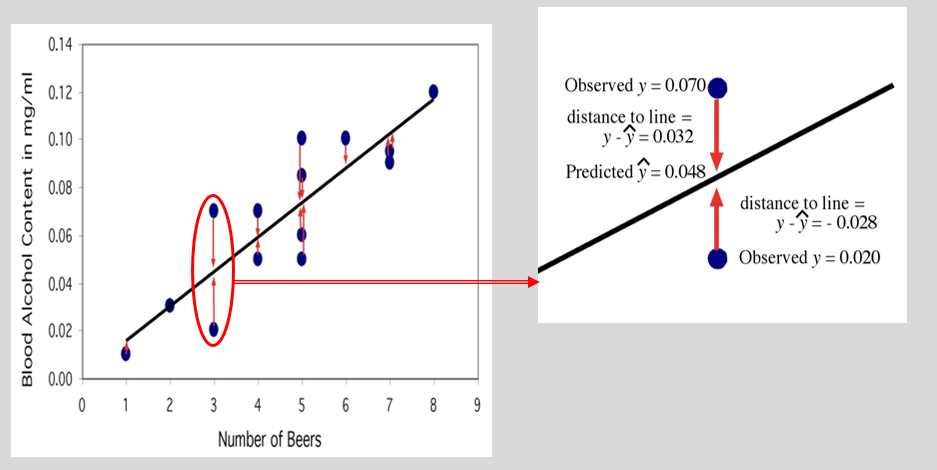 Blood Alcohol Content in mg/ml
0.14
0.12
0.10
0.08
0.06
0.04
0.02
0.00
0 1 2 3 4 5 6 7 8 9
Number of Beers
Observed y = 0.070
distance to line =
y - ŷ = 0.032
Predicted ŷ = 0.048
distance to line =
y - ŷ = - 0.028
Observed y = 0.020